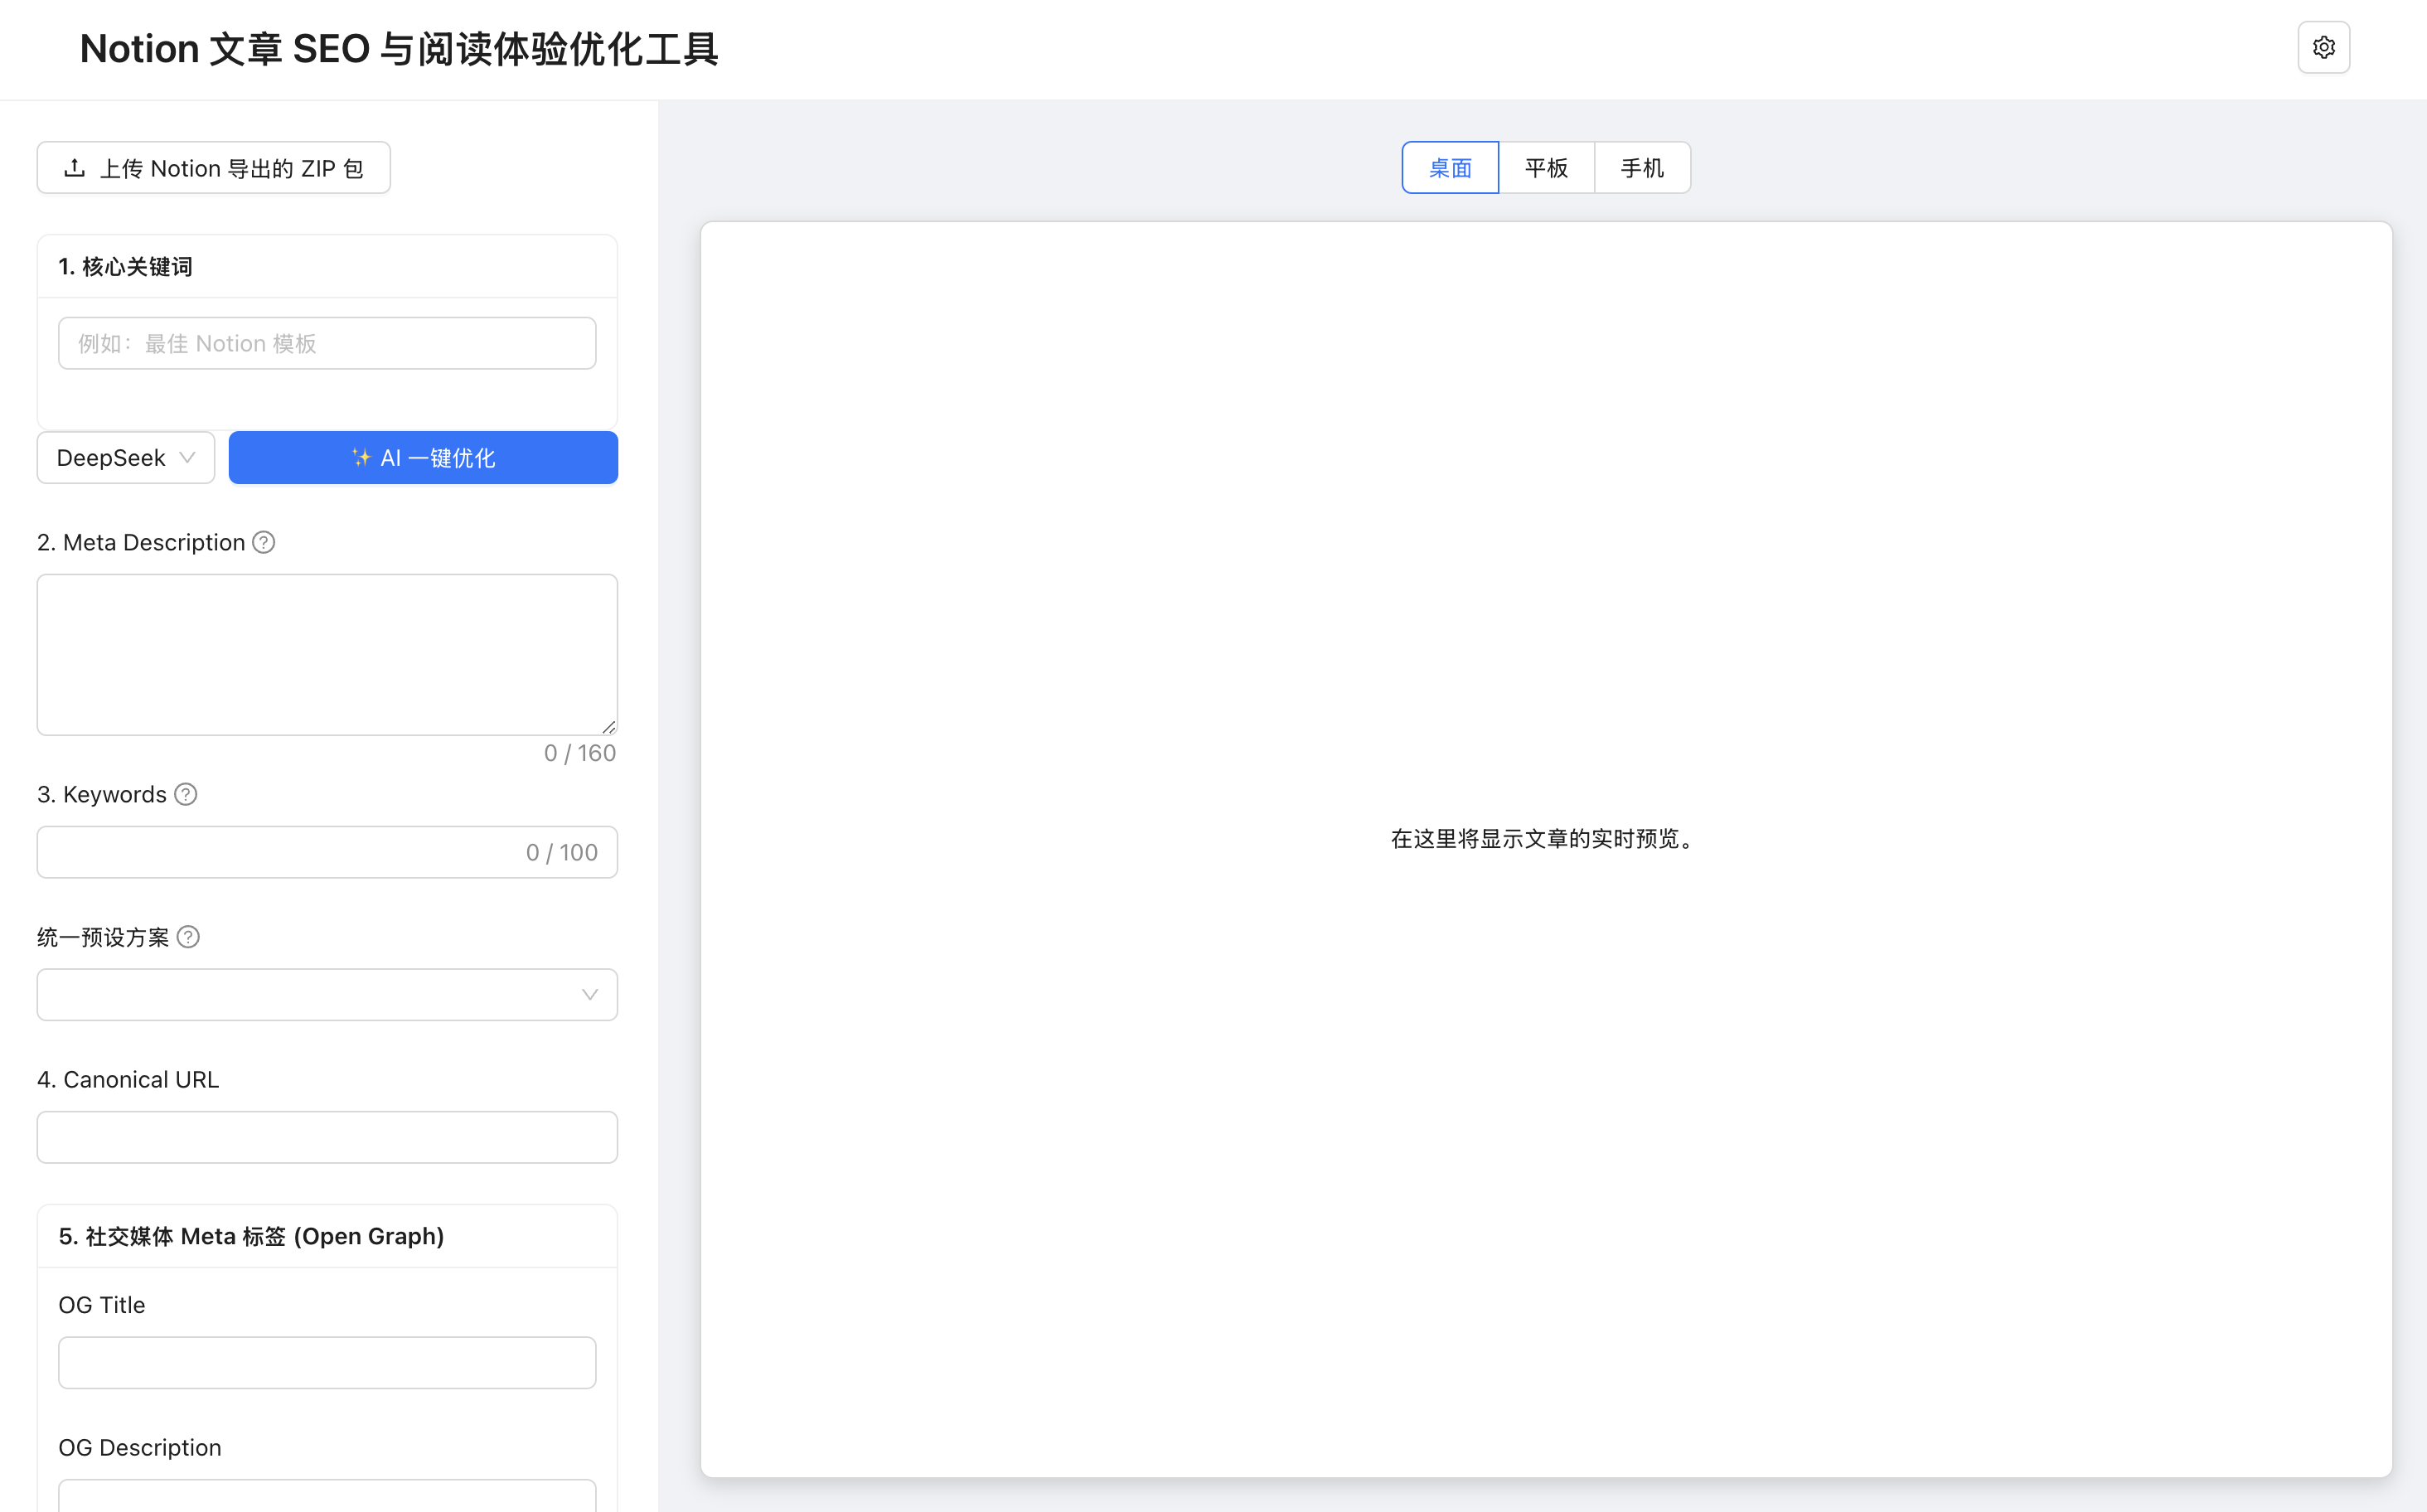 Notion 文章 SEO 与阅读体验优化工具
上传 Notion 导出的 ZIP 包
1. 核心关键词
例如：最佳 Notion 模板
DeepSeek
✨ AI 一键优化
2. Meta Description
0 / 160
3. Keywords
0 / 100
统一预设方案
4. Canonical URL
5. 社交媒体 Meta 标签 (Open Graph)
OG Title
OG Description
桌面
平板
手机
在这里将显示文章的实时预览。